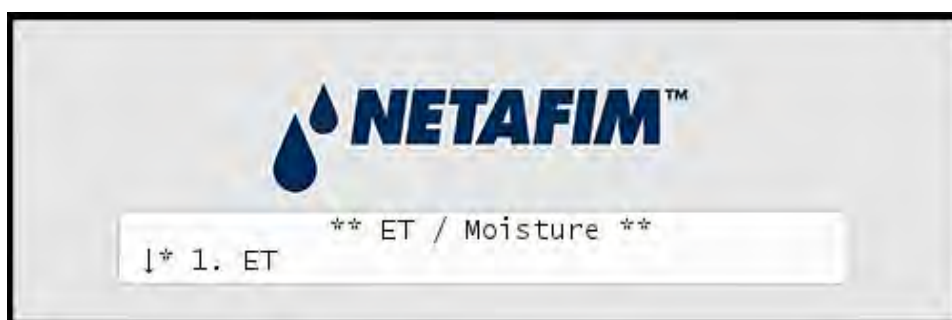 NETAFIM™
** ET / Moisture **
↓* 1. ET